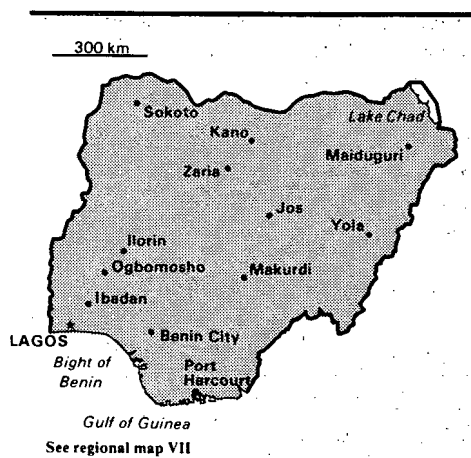 300 km
Sokoto
Lake Chad
Kano
Maiduguri
Zaria
Jos
Yola
Ilorin
Ogbomosho
Makurdi
Ibadan
LAGOS
Benin City
Bight of
Benin
Port
Harcourt
Gulf of Guinea
See regional map VII